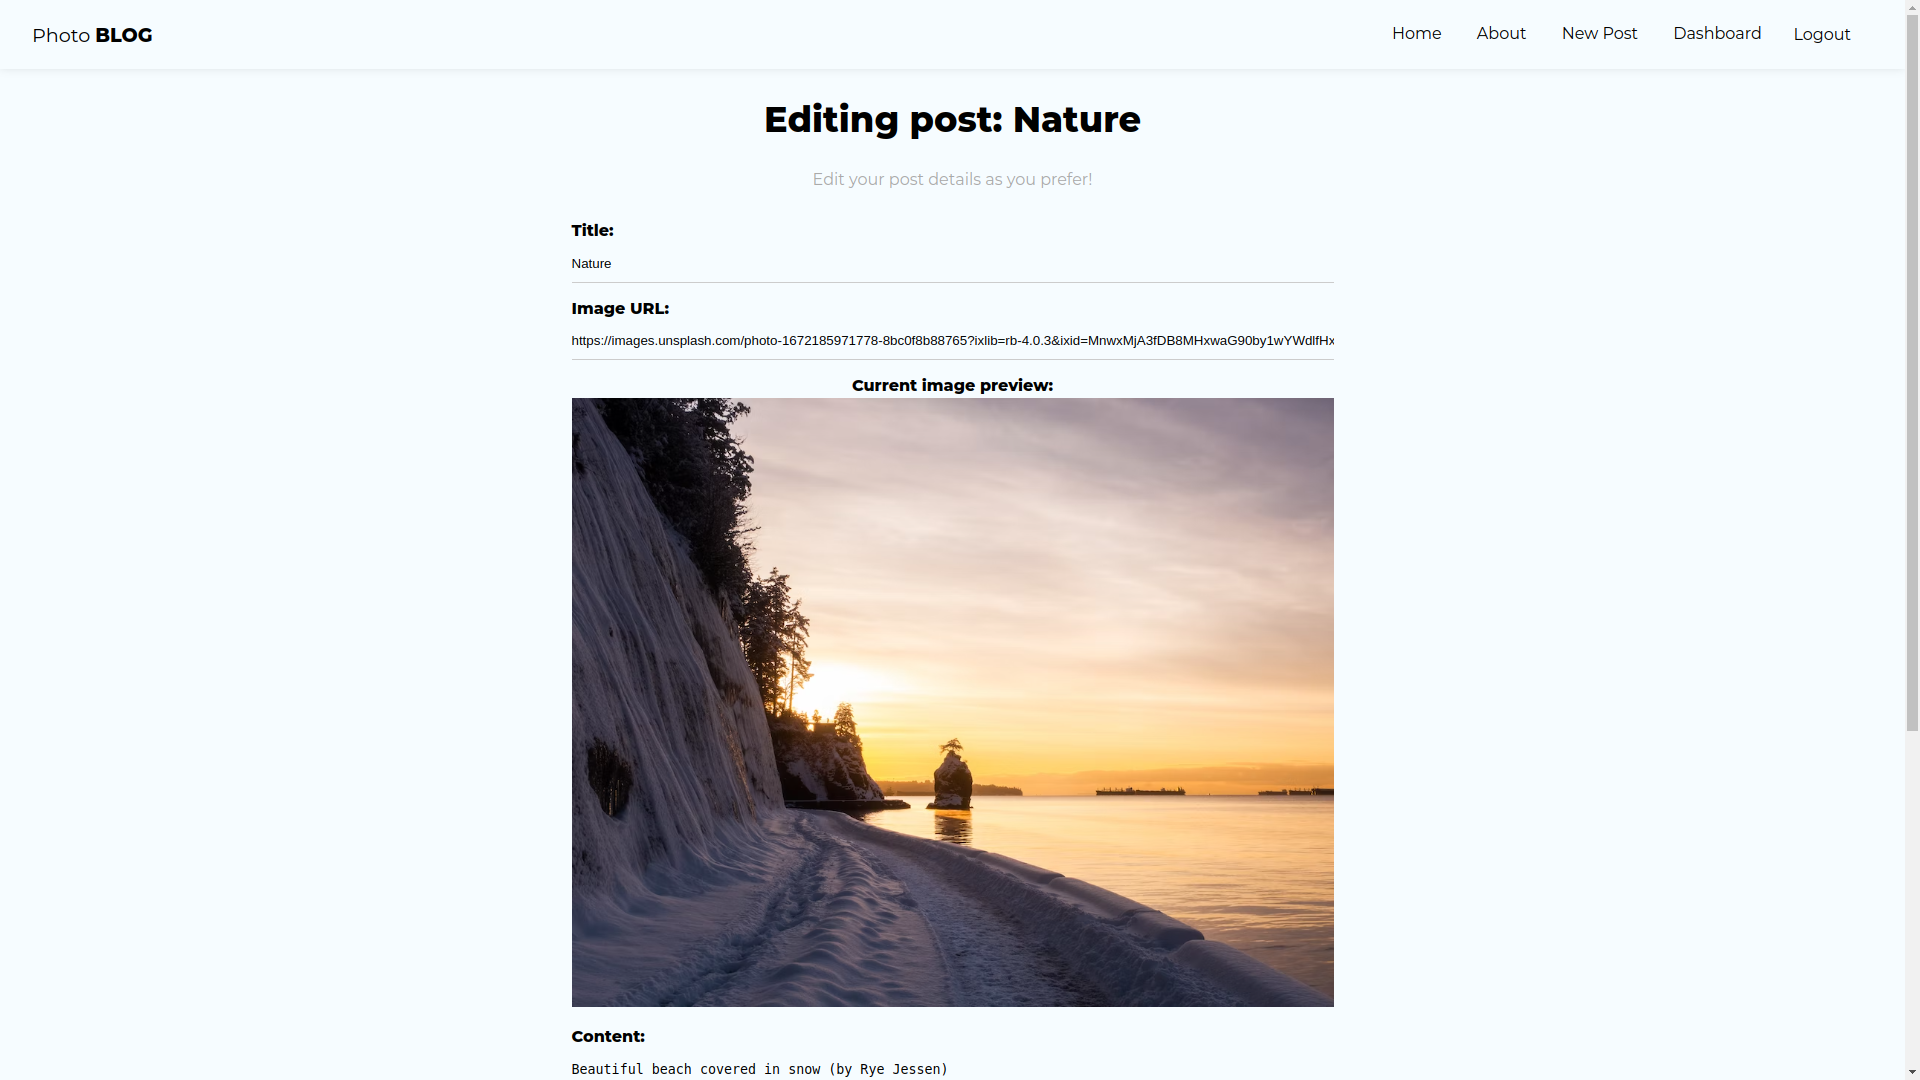 Photo BLOG
Home About New Post Dashboard Logout
Editing post: Nature
Edit your post details as you prefer!
Title:
Nature
Image URL:
https://images.unsplash.com/photo-1672185971778-8bc0f8b88765?ixlib=rb-4.0.3&ixid=MnwxMjA3fDB8MHxwaG90by1wYWdlfHx
Current image preview:
Content:
Beautiful beach covered in snow (by Rye Jessen)